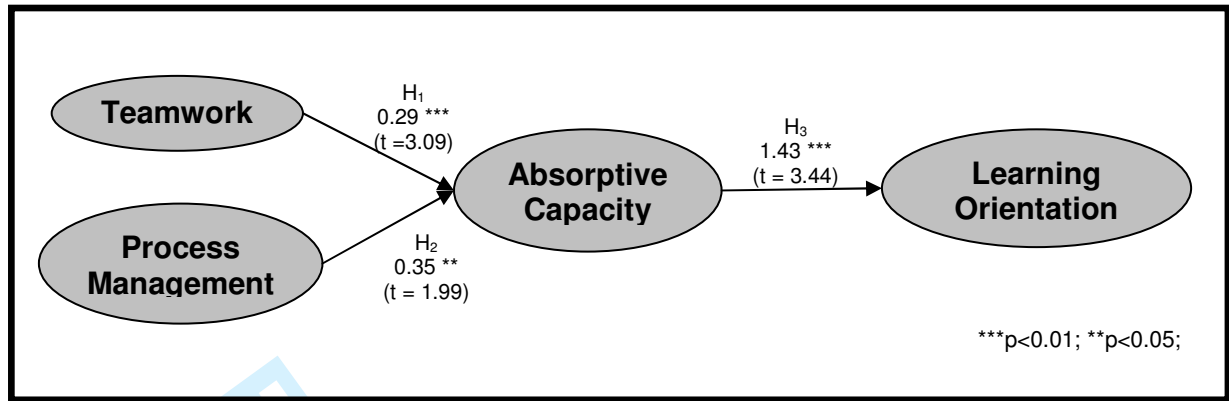 Teamwork
H₁
0.29 ***
(t =3.09)
Process
Management
H₂
0.35 **
(t = 1.99)
Absorptive
Capacity
H₃
1.43 ***
(t = 3.44)
Learning
Orientation
***p<0.01; **p<0.05;